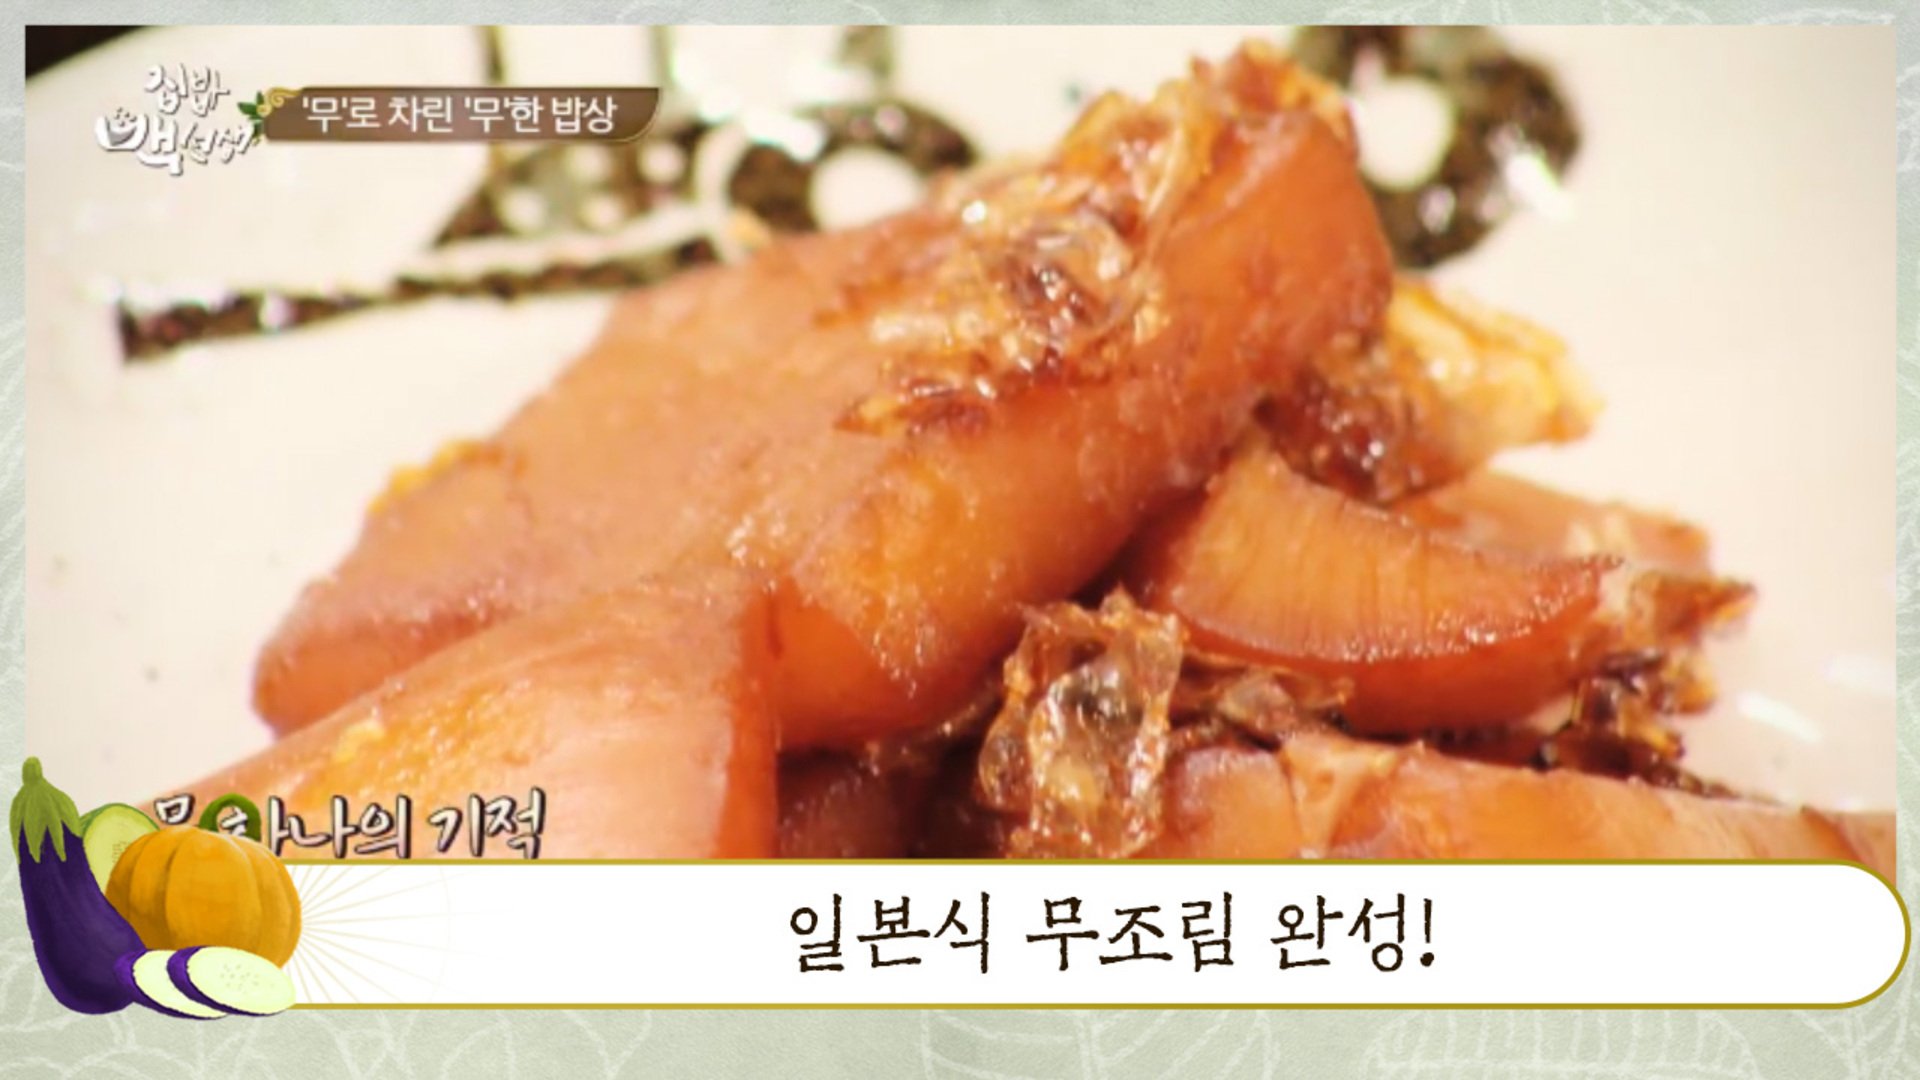 집밥
백선생
'무'로 차린 '무'한 밥상
무 하나의 기적
일본식 무조림 완성!